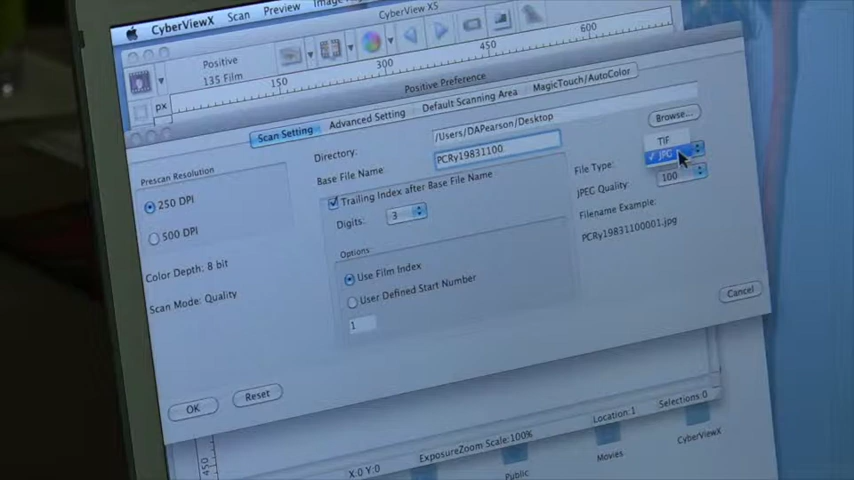 CyberViewX Scan Preview
CyberView X5
Positive
135 Film
px
150 300 450 600
Positive Preference
Scan Setting Advanced Setting Default Scanning Area MagicTouch/AutoColor
Prescan Resolution
250 DPI
500 DPI
Color Depth: 8 bit
Scan Mode: Quality
Directory: /Users/DAPearson/Desktop Browse...
Base File Name PCRy19831100
Trailing Index after Base File Name
Digits: 3
Options
Use Film Index
User Defined Start Number
1
File Type: TIF
✓ JPG
JPEG Quality: 100
Filename Example:
PCRy19831100001.jpg
OK Reset Cancel
450
X:0 Y:0 ExposureZoom Scale:100% Location:1 Selections:0
Public Movies CyberViewX